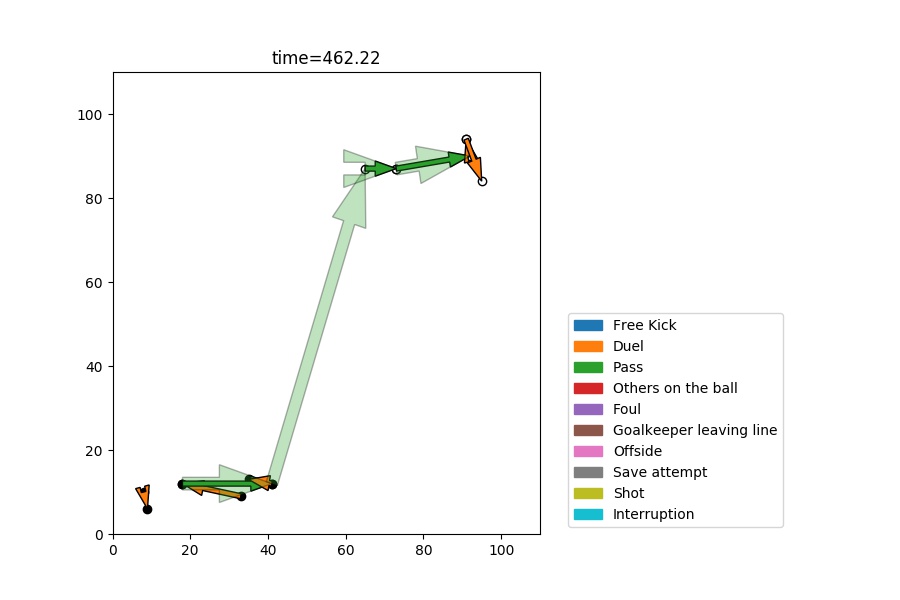 time=462.22
100
80
60
40
20
0
0 20 40 60 80 100
Free Kick
Duel
Pass
Others on the ball
Foul
Goalkeeper leaving line
Offside
Save attempt
Shot
Interruption